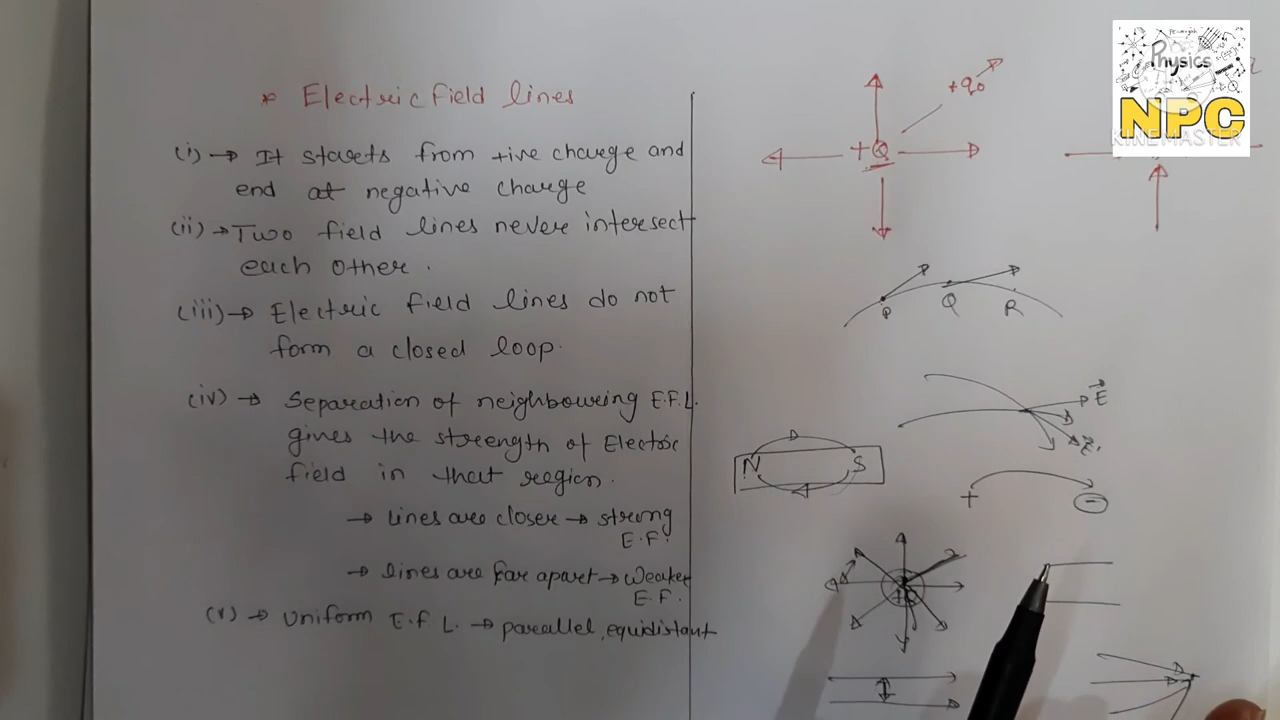 * Electric field lines
(i) → It starts from +ive charge and
end at negative charge
(ii) → Two field lines never intersect
each other.
(iii) → Electric field lines do not
form a closed loop.
(iv) → Separation of neighbouring E.F.L.
gives the strength of Electric
field in that region.
→ lines are closer → strong
E.F.
→ lines are far apart → weaker
E.F.
(v) → Uniform E.F.L. → parallel, equidistant
+q₀
+Q
P Q R
E
E
N S
+ −
+Q
Physics
NPC
KINEMASTER